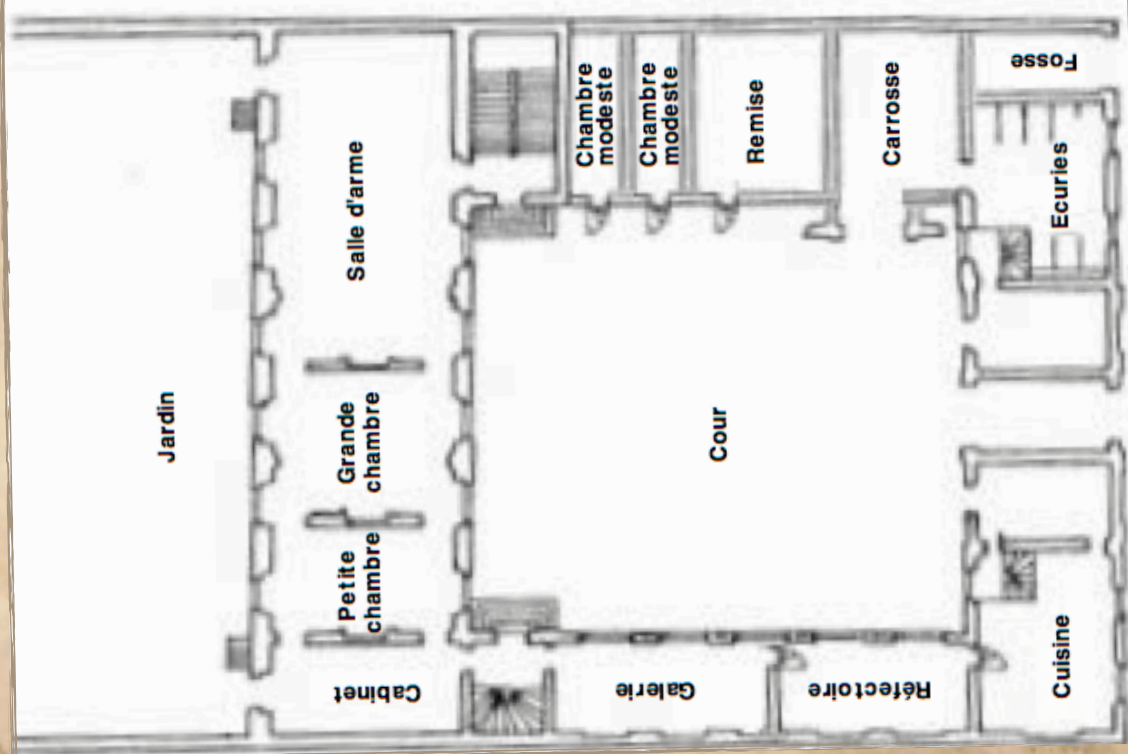 Jardin
Salle d'arme
Grande
chambre
Petite
chambre
Cabinet
Chambre
modeste
Chambre
modeste
Remise
Carrosse
Fosse
Ecuries
Cour
Galerie
Réfectoire
Cuisine